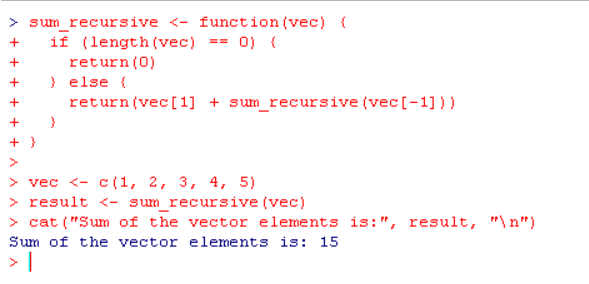 > sum_recursive <- function(vec) {
+   if (length(vec) == 0) {
+     return(0)
+   } else {
+     return(vec[1] + sum_recursive(vec[-1]))
+   }
+ }
>
> vec <- c(1, 2, 3, 4, 5)
> result <- sum_recursive(vec)
> cat("Sum of the vector elements is:", result, "\n")
Sum of the vector elements is: 15
>